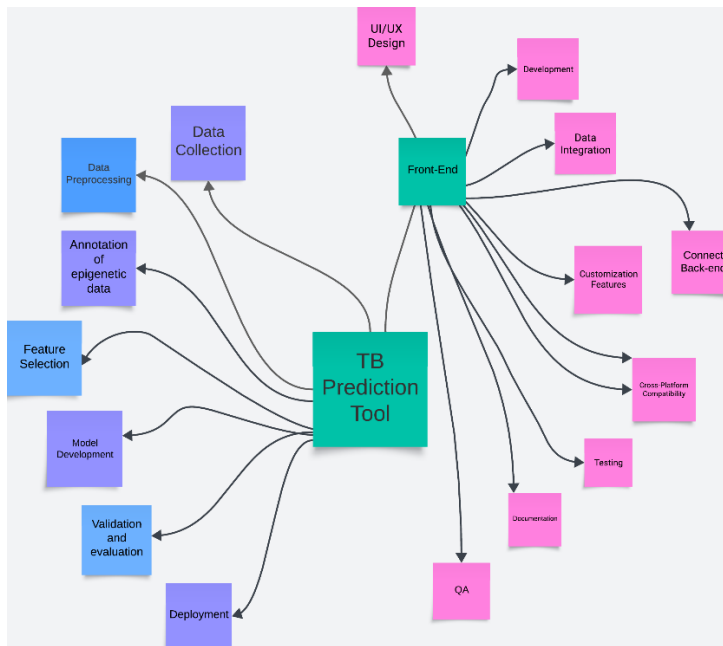 UI/UX
Design
Development
Data
Collection
Data
Integration
Data
Preprocessing
Front-End
Annotation
of
epigenetic
data
Connect
Back-end
Customization
Features
Feature
Selection
TB
Prediction
Tool
Cross-Platform
Compatibility
Model
Development
Testing
Validation
and
evaluation
Documentation
QA
Deployment